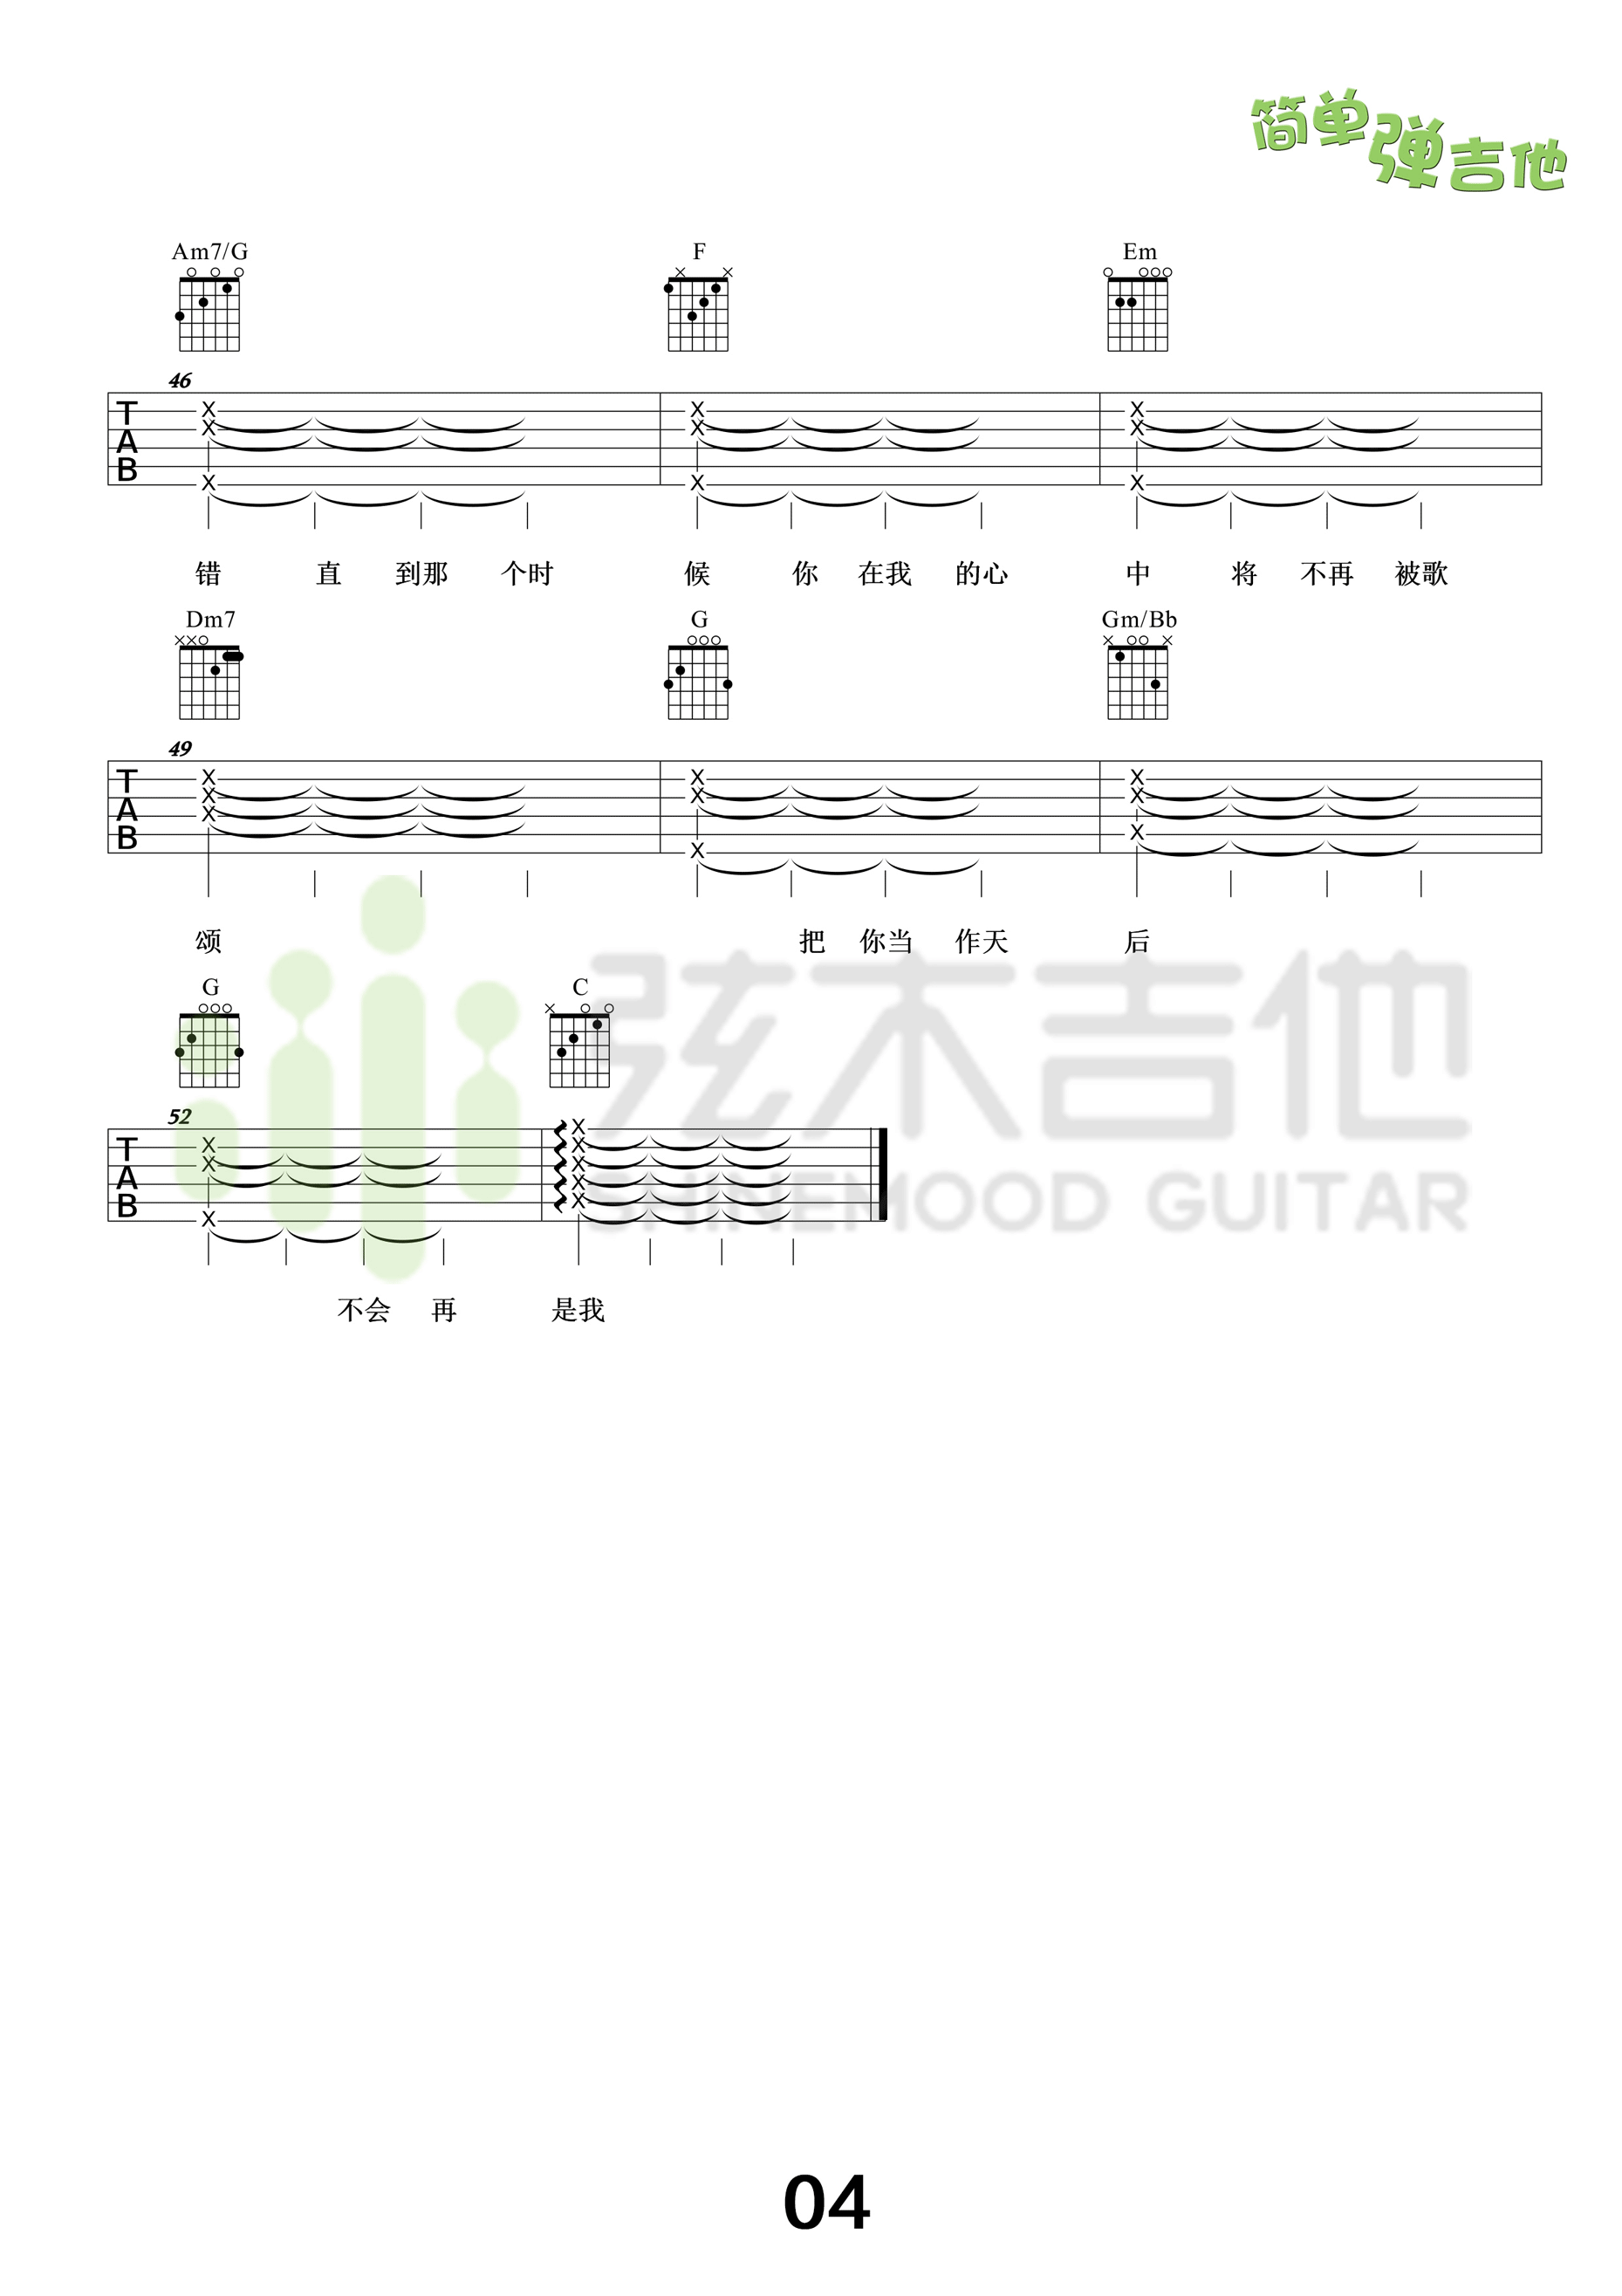 简单弹吉他
Am7/G F Em
46
T
A
B
错 直 到那 个时 候 你 在我 的心 中 将 不再 被歌
Dm7 G Gm/Bb
49
T
A
B
颂 把 你当 作天 后
G C
52
T
A
B
不会 再 是我
弦木吉他
SHINEMOOD GUITAR
04